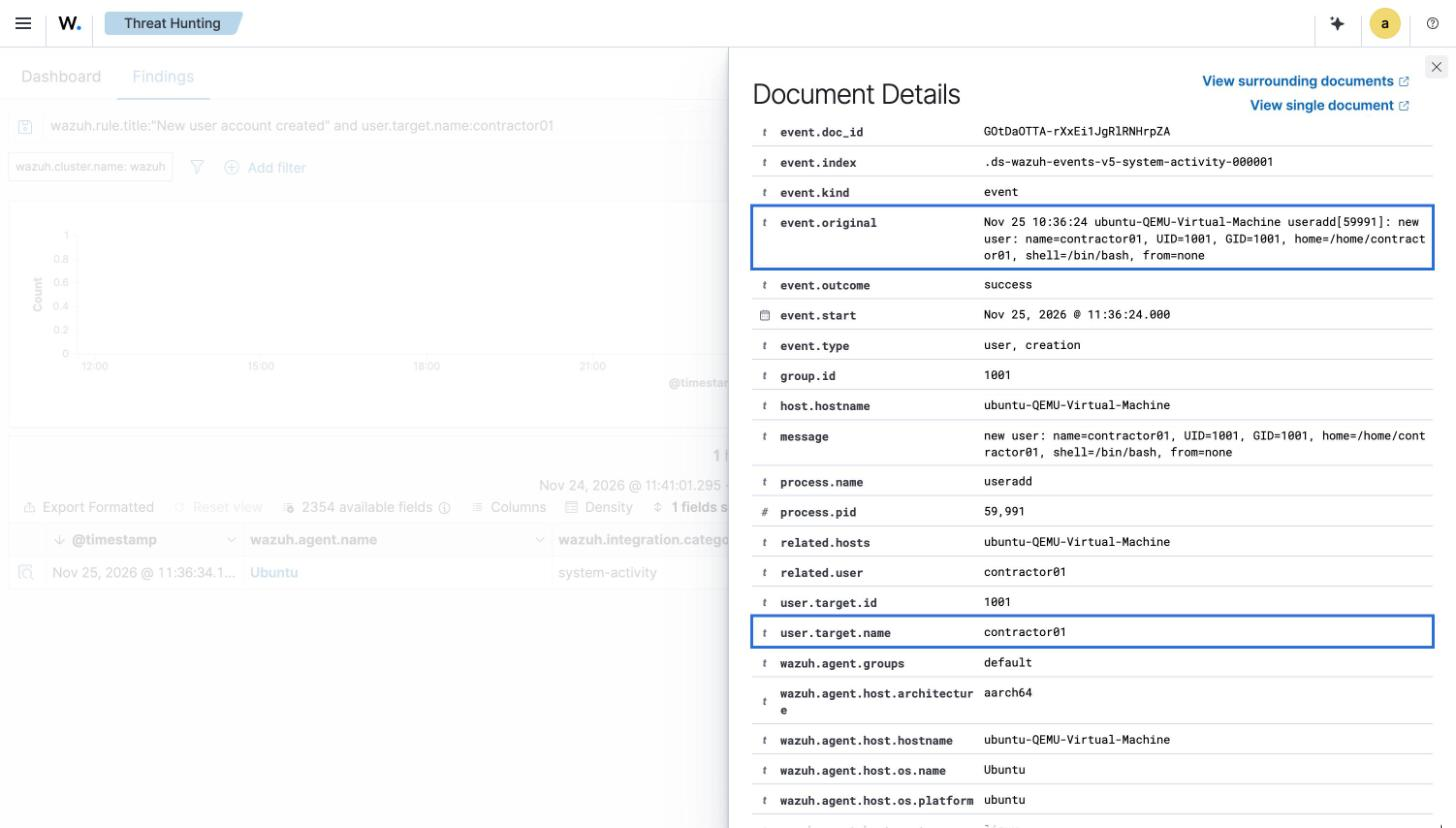 W.
Threat Hunting
a
Dashboard
Findings
wazuh.rule.title:"New user account created" and user.target.name:contractor01
wazuh.cluster.name: wazuh
Add filter
Count
1
0.8
0.6
0.4
0.2
0
12:00
15:00
18:00
21:00
Nov 24, 2026 @ 11:41:01.295
Export Formatted
Reset view
2354 available fields
Columns
Density
@timestamp
wazuh.agent.name
Nov 25, 2026 @ 11:36:34.1...
Ubuntu
system-activity
Document Details
View surrounding documents
View single document
t event.doc_id GOtDaOTTA-rXxEi1JgRlRNHrpZA
t event.index .ds-wazuh-events-v5-system-activity-000001
t event.kind event
t event.original Nov 25 10:36:24 ubuntu-QEMU-Virtual-Machine useradd[59991]: new
user: name=contractor01, UID=1001, GID=1001, home=/home/contract
or01, shell=/bin/bash, from=none
t event.outcome success
event.start Nov 25, 2026 @ 11:36:24.000
t event.type user, creation
t group.id 1001
t host.hostname ubuntu-QEMU-Virtual-Machine
t message new user: name=contractor01, UID=1001, GID=1001, home=/home/cont
ractor01, shell=/bin/bash, from=none
t process.name useradd
# process.pid 59,991
t related.hosts ubuntu-QEMU-Virtual-Machine
t related.user contractor01
t user.target.id 1001
t user.target.name contractor01
t wazuh.agent.groups default
t wazuh.agent.host.architectur
e aarch64
t wazuh.agent.host.hostname ubuntu-QEMU-Virtual-Machine
t wazuh.agent.host.os.name Ubuntu
t wazuh.agent.host.os.platform ubuntu